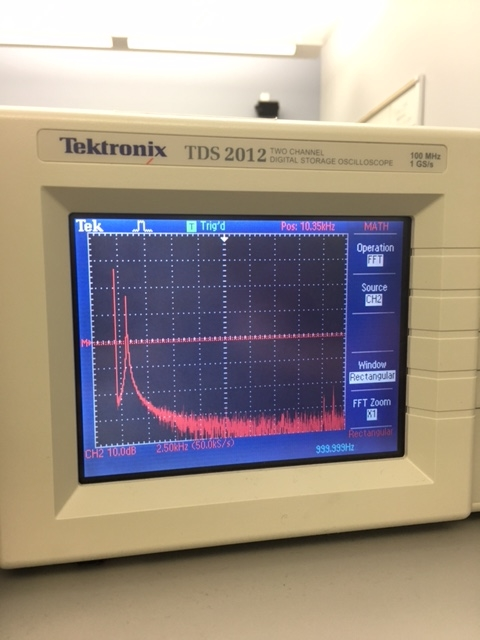 Tektronix TDS 2012 TWO CHANNEL
DIGITAL STORAGE OSCILLOSCOPE
100 MHz
1 GS/s
Tek
T Trig'd
Pos: 10.35kHz
MATH
Operation
FFT
Source
CH2
M
Window
Rectangular
FFT Zoom
X1
Rectangular
CH2 10.0dB
2.50kHz (50.0kS/s)
999.999Hz